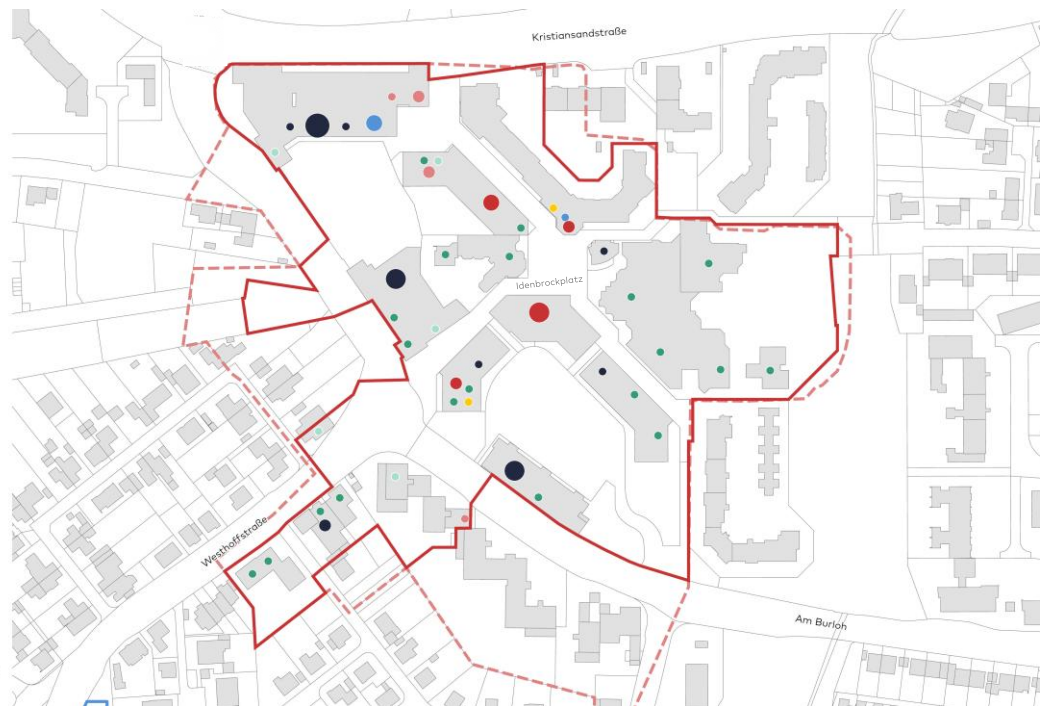 Kristiansandstraße
Idenbrockplatz
Westhoffstraße
Am Burloh